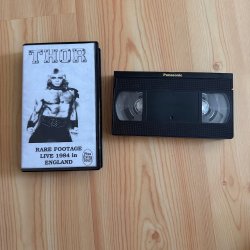 THOR
RARE FOOTAGE
LIVE 1984 in
ENGLAND
Panasonic